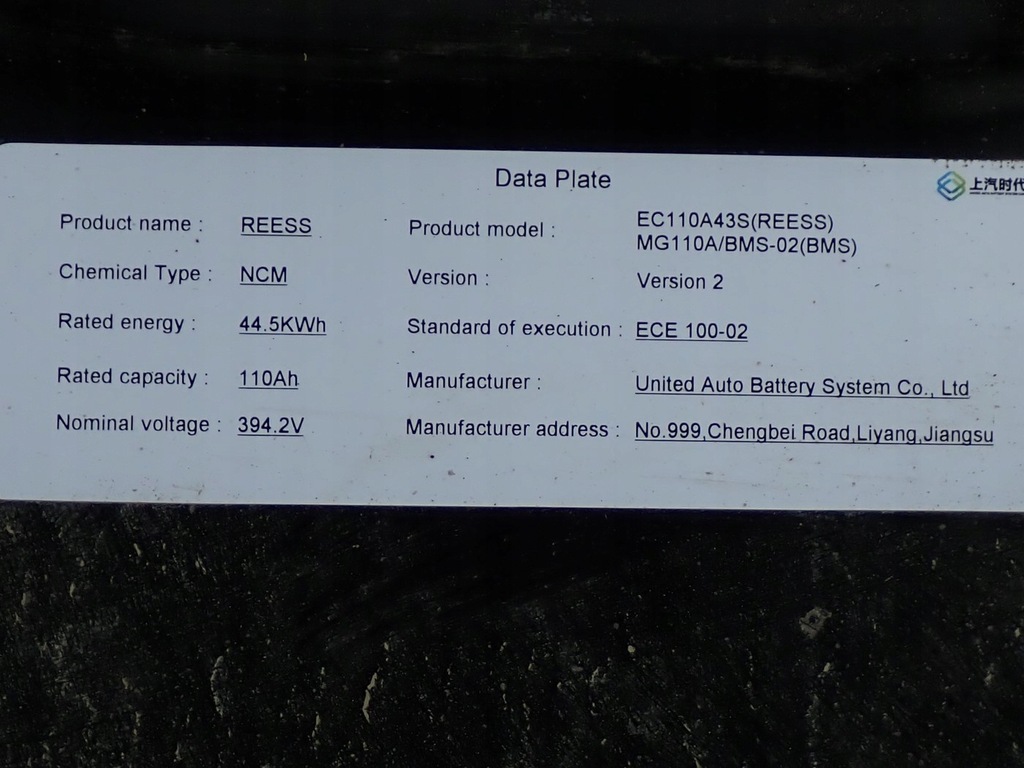 Data Plate
上汽时代
Product name : REESS
Product model : EC110A43S(REESS)
MG110A/BMS-02(BMS)
Chemical Type : NCM
Version : Version 2
Rated energy : 44.5KWh
Standard of execution : ECE 100-02
Rated capacity : 110Ah
Manufacturer : United Auto Battery System Co., Ltd
Nominal voltage : 394.2V
Manufacturer address : No.999,Chengbei Road,Liyang,Jiangsu